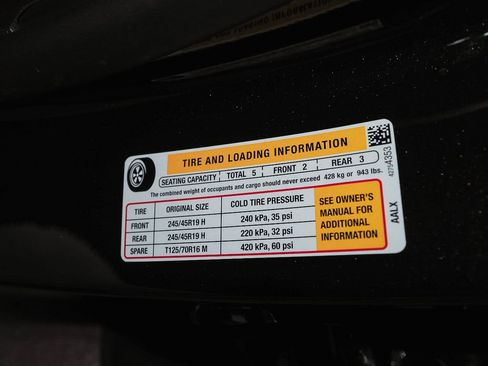 TIRE AND LOADING INFORMATION
SEATING CAPACITY TOTAL 5 FRONT 2 REAR 3
The combined weight of occupants and cargo should never exceed 428 kg or 943 lbs.
TIRE ORIGINAL SIZE COLD TIRE PRESSURE
FRONT 245/45R19 H 240 kPa, 35 psi
REAR 245/45R19 H 220 kPa, 32 psi
SPARE T125/70R16 M 420 kPa, 60 psi
SEE OWNER'S
MANUAL FOR
ADDITIONAL
INFORMATION
42754353
AALX